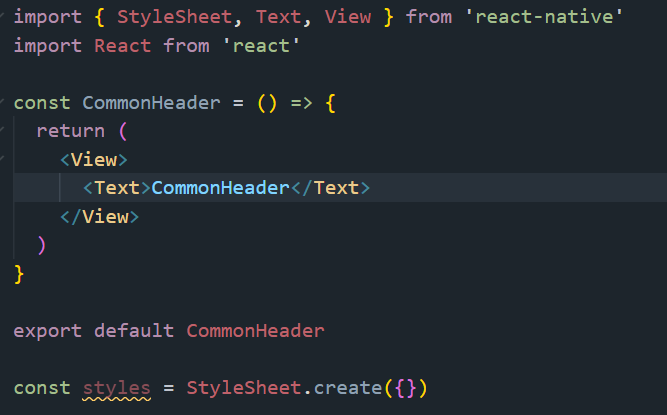 import { StyleSheet, Text, View } from 'react-native'
import React from 'react'
const CommonHeader = () => {
return (
<View>
<Text>CommonHeader</Text>
</View>
)
}
export default CommonHeader
const styles = StyleSheet.create({})